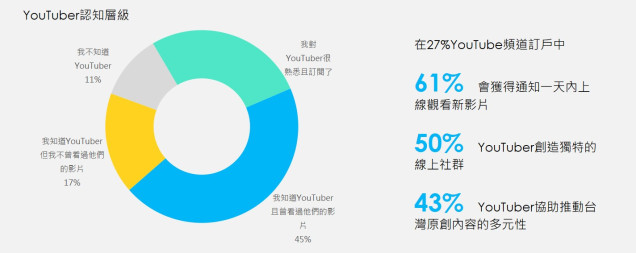 YouTuber認知層級
我對
YouTuber很
熟悉且訂閱了
我不知道
YouTuber
11%
我知道YouTuber
但我不曾看過他們
的影片
17%
我知道YouTuber
且曾看過他們的影
片
45%
在27%YouTube頻道訂戶中
61% 會獲得通知一天內上
線觀看新影片
50% YouTuber創造獨特的
線上社群
43% YouTuber協助推動台
灣原創內容的多元性